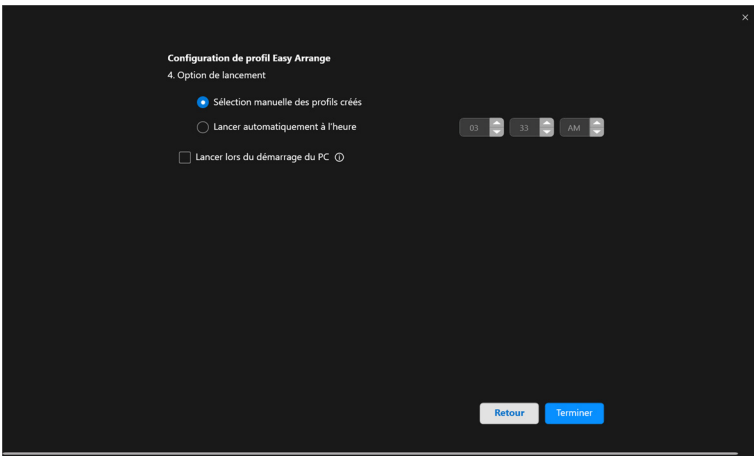 Configuration de profil Easy Arrange
4. Option de lancement
Sélection manuelle des profils créés
Lancer automatiquement à l'heure 03 33 AM
Lancer lors du démarrage du PC
Retour Terminer